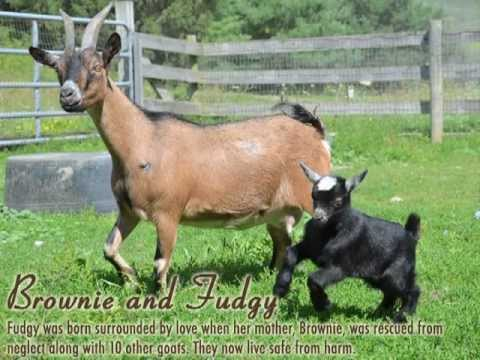 Brownie and Fudgy
Fudgy was born surrounded by love when her mother, Brownie, was rescued from
neglect along with 10 other goats. They now live safe from harm.